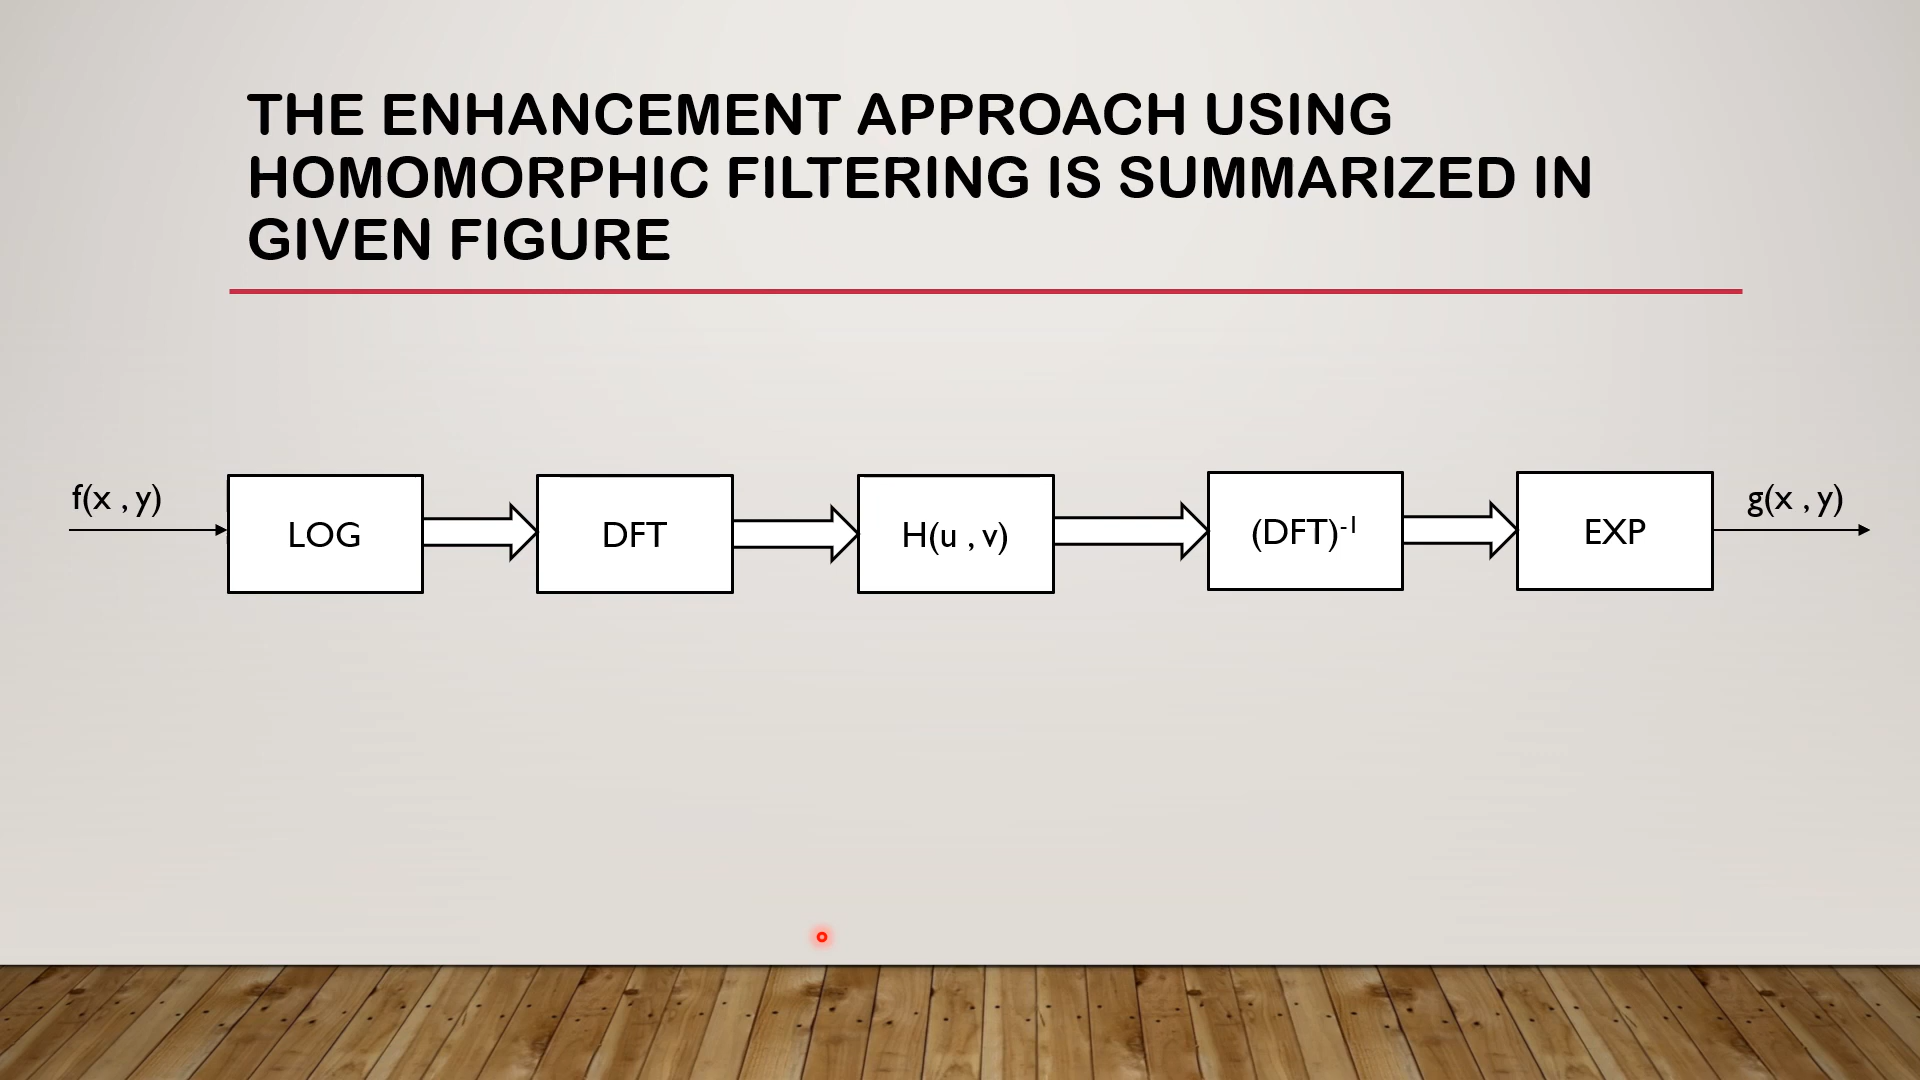 THE ENHANCEMENT APPROACH USING
HOMOMORPHIC FILTERING IS SUMMARIZED IN
GIVEN FIGURE
f(x , y)
LOG
DFT
H(u , v)
(DFT)⁻¹
EXP
g(x , y)